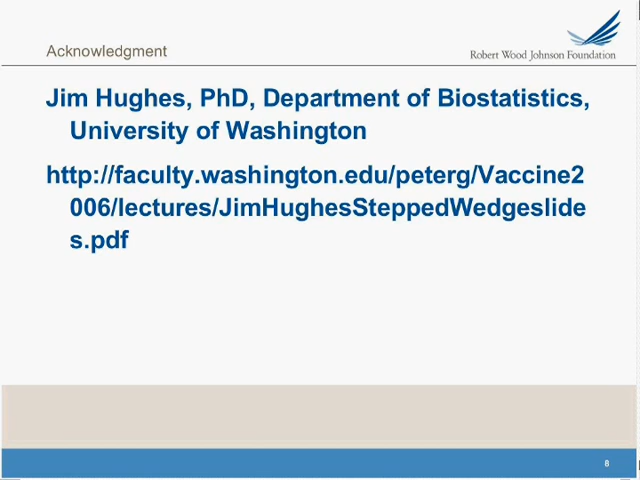 Acknowledgment
Robert Wood Johnson Foundation
Jim Hughes, PhD, Department of Biostatistics,
University of Washington
http://faculty.washington.edu/peterg/Vaccine2
006/lectures/JimHughesSteppedWedgeslide
s.pdf
8